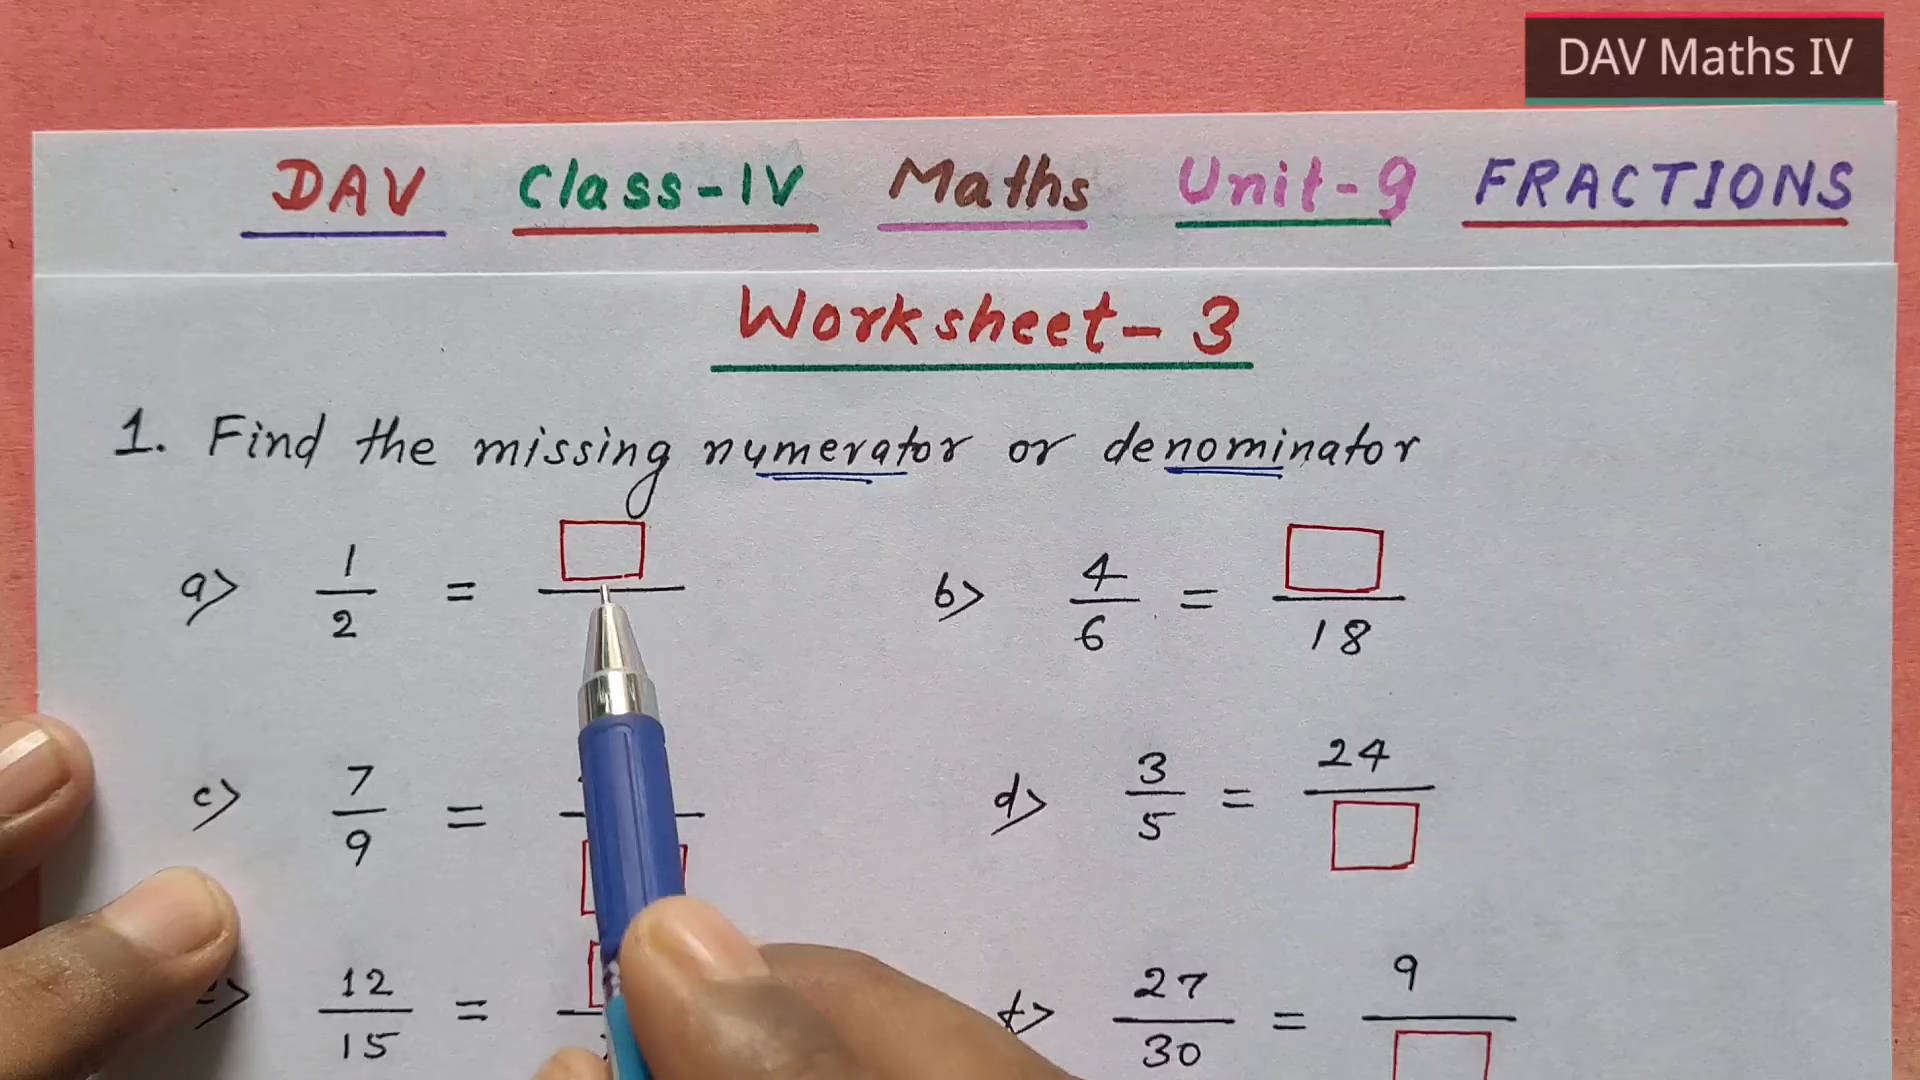 DAV Maths IV
DAV Class-IV Maths Unit-9 FRACTIONS
Worksheet-3
1. Find the missing numerator or denominator
a> 1/2 = □/
b> 4/6 = □/18
c> 7/9 =
d> 3/5 = 24/□
12/15 =
f> 27/30 = 9/□